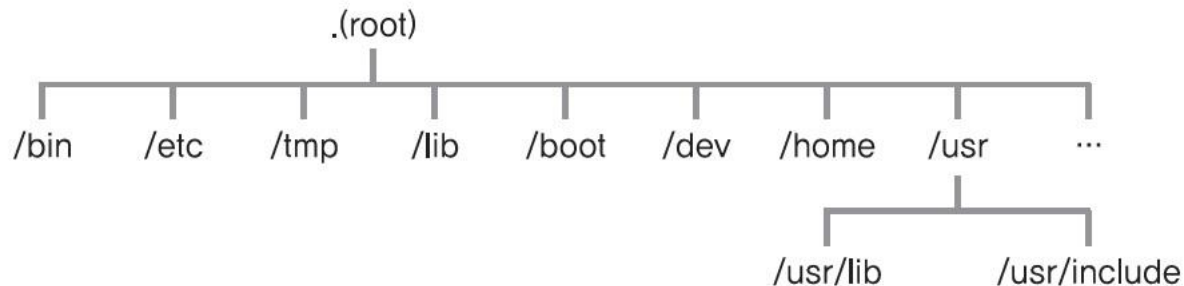 .(root)
/bin /etc /tmp /lib /boot /dev /home /usr ...
/usr/lib /usr/include